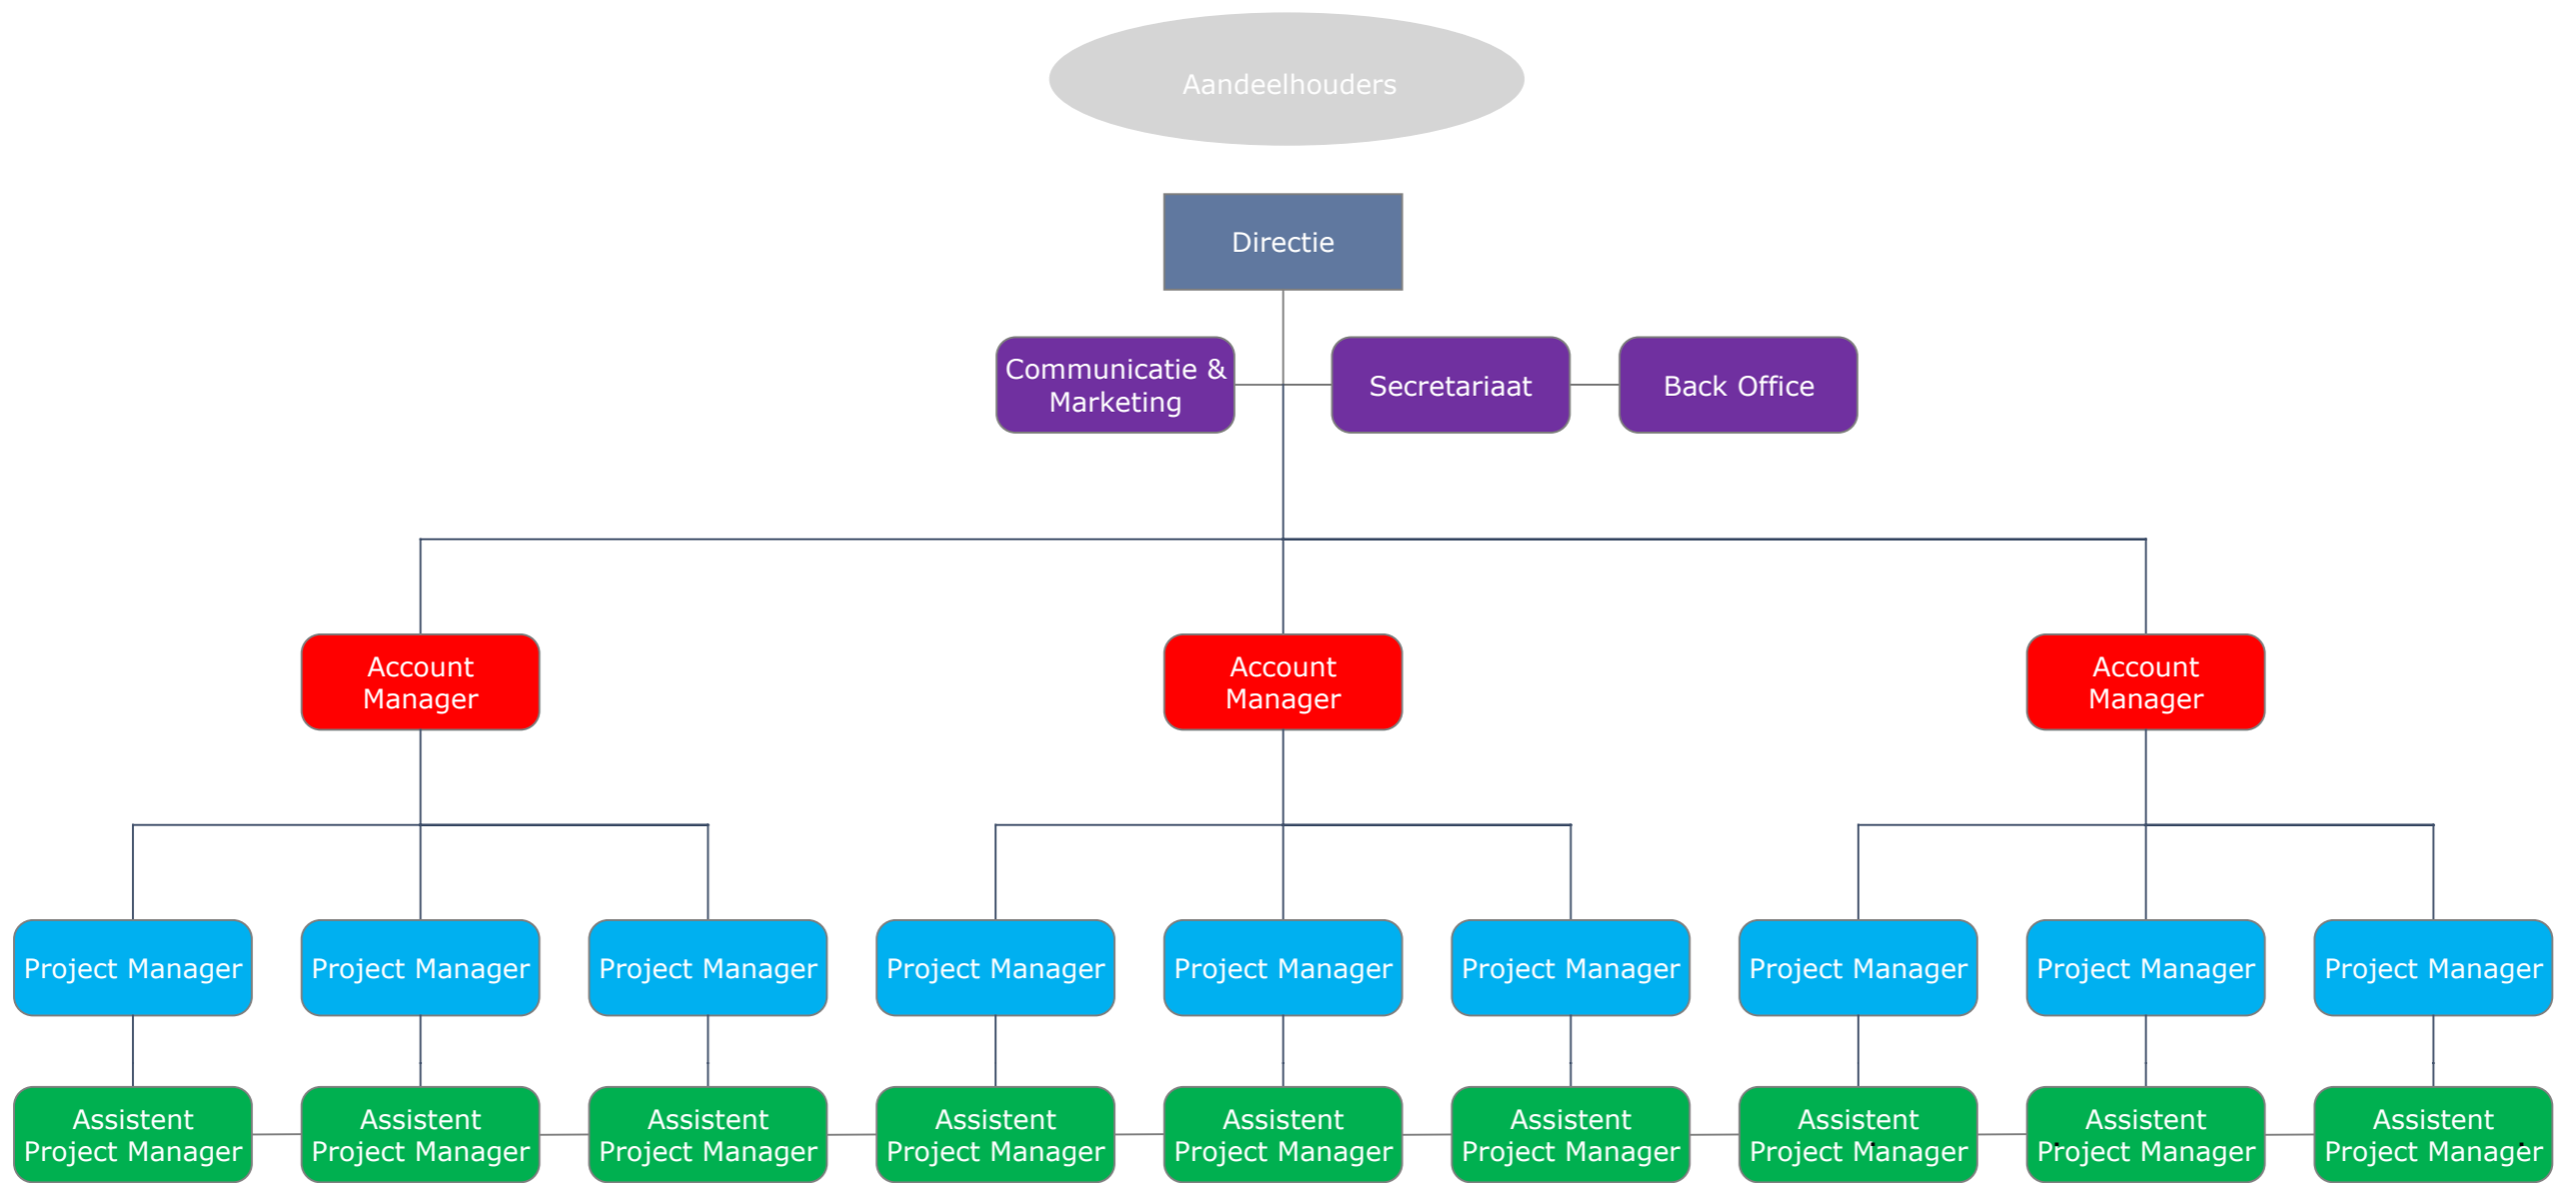 Aandeelhouders
Directie
Communicatie &
Marketing
Secretariaat
Back Office
Account
Manager
Account
Manager
Account
Manager
Project Manager
Project Manager
Project Manager
Project Manager
Project Manager
Project Manager
Project Manager
Project Manager
Project Manager
Assistent
Project Manager
Assistent
Project Manager
Assistent
Project Manager
Assistent
Project Manager
Assistent
Project Manager
Assistent
Project Manager
Assistent
Project Manager
Assistent
Project Manager
Assistent
Project Manager